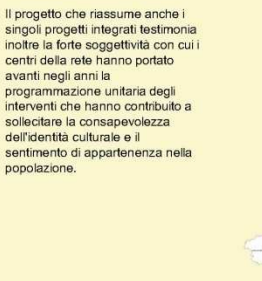 Il progetto che riassume anche i
singoli progetti integrati testimonia
inoltre la forte soggettività con cui i
centri della rete hanno portato
avanti negli anni la
programmazione unitaria degli
interventi che hanno contribuito a
sollecitare la consapevolezza
dell'identità culturale e il
sentimento di appartenenza nella
popolazione.